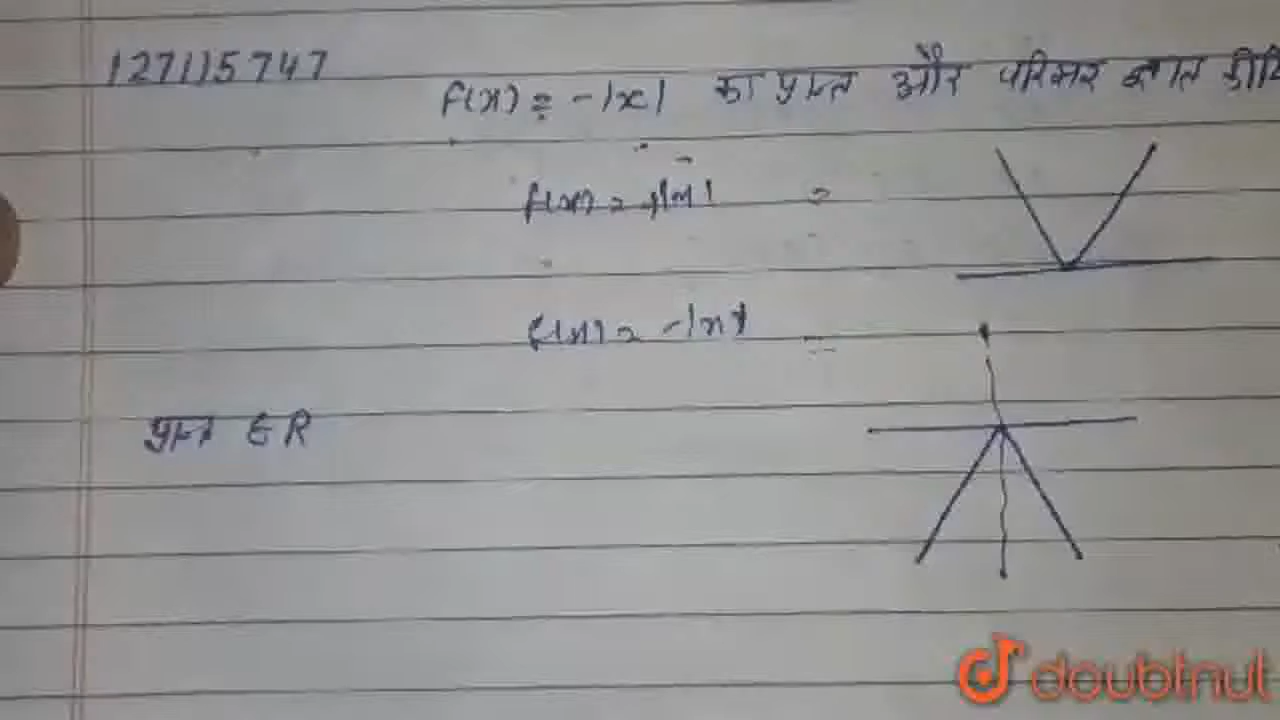 127115747
f(x) = -|x| का प्रान्त और परिसर ज्ञात कीजि
f(x) = |x|
f(x) = -|x|
प्रान्त ∈ R
doubtnut